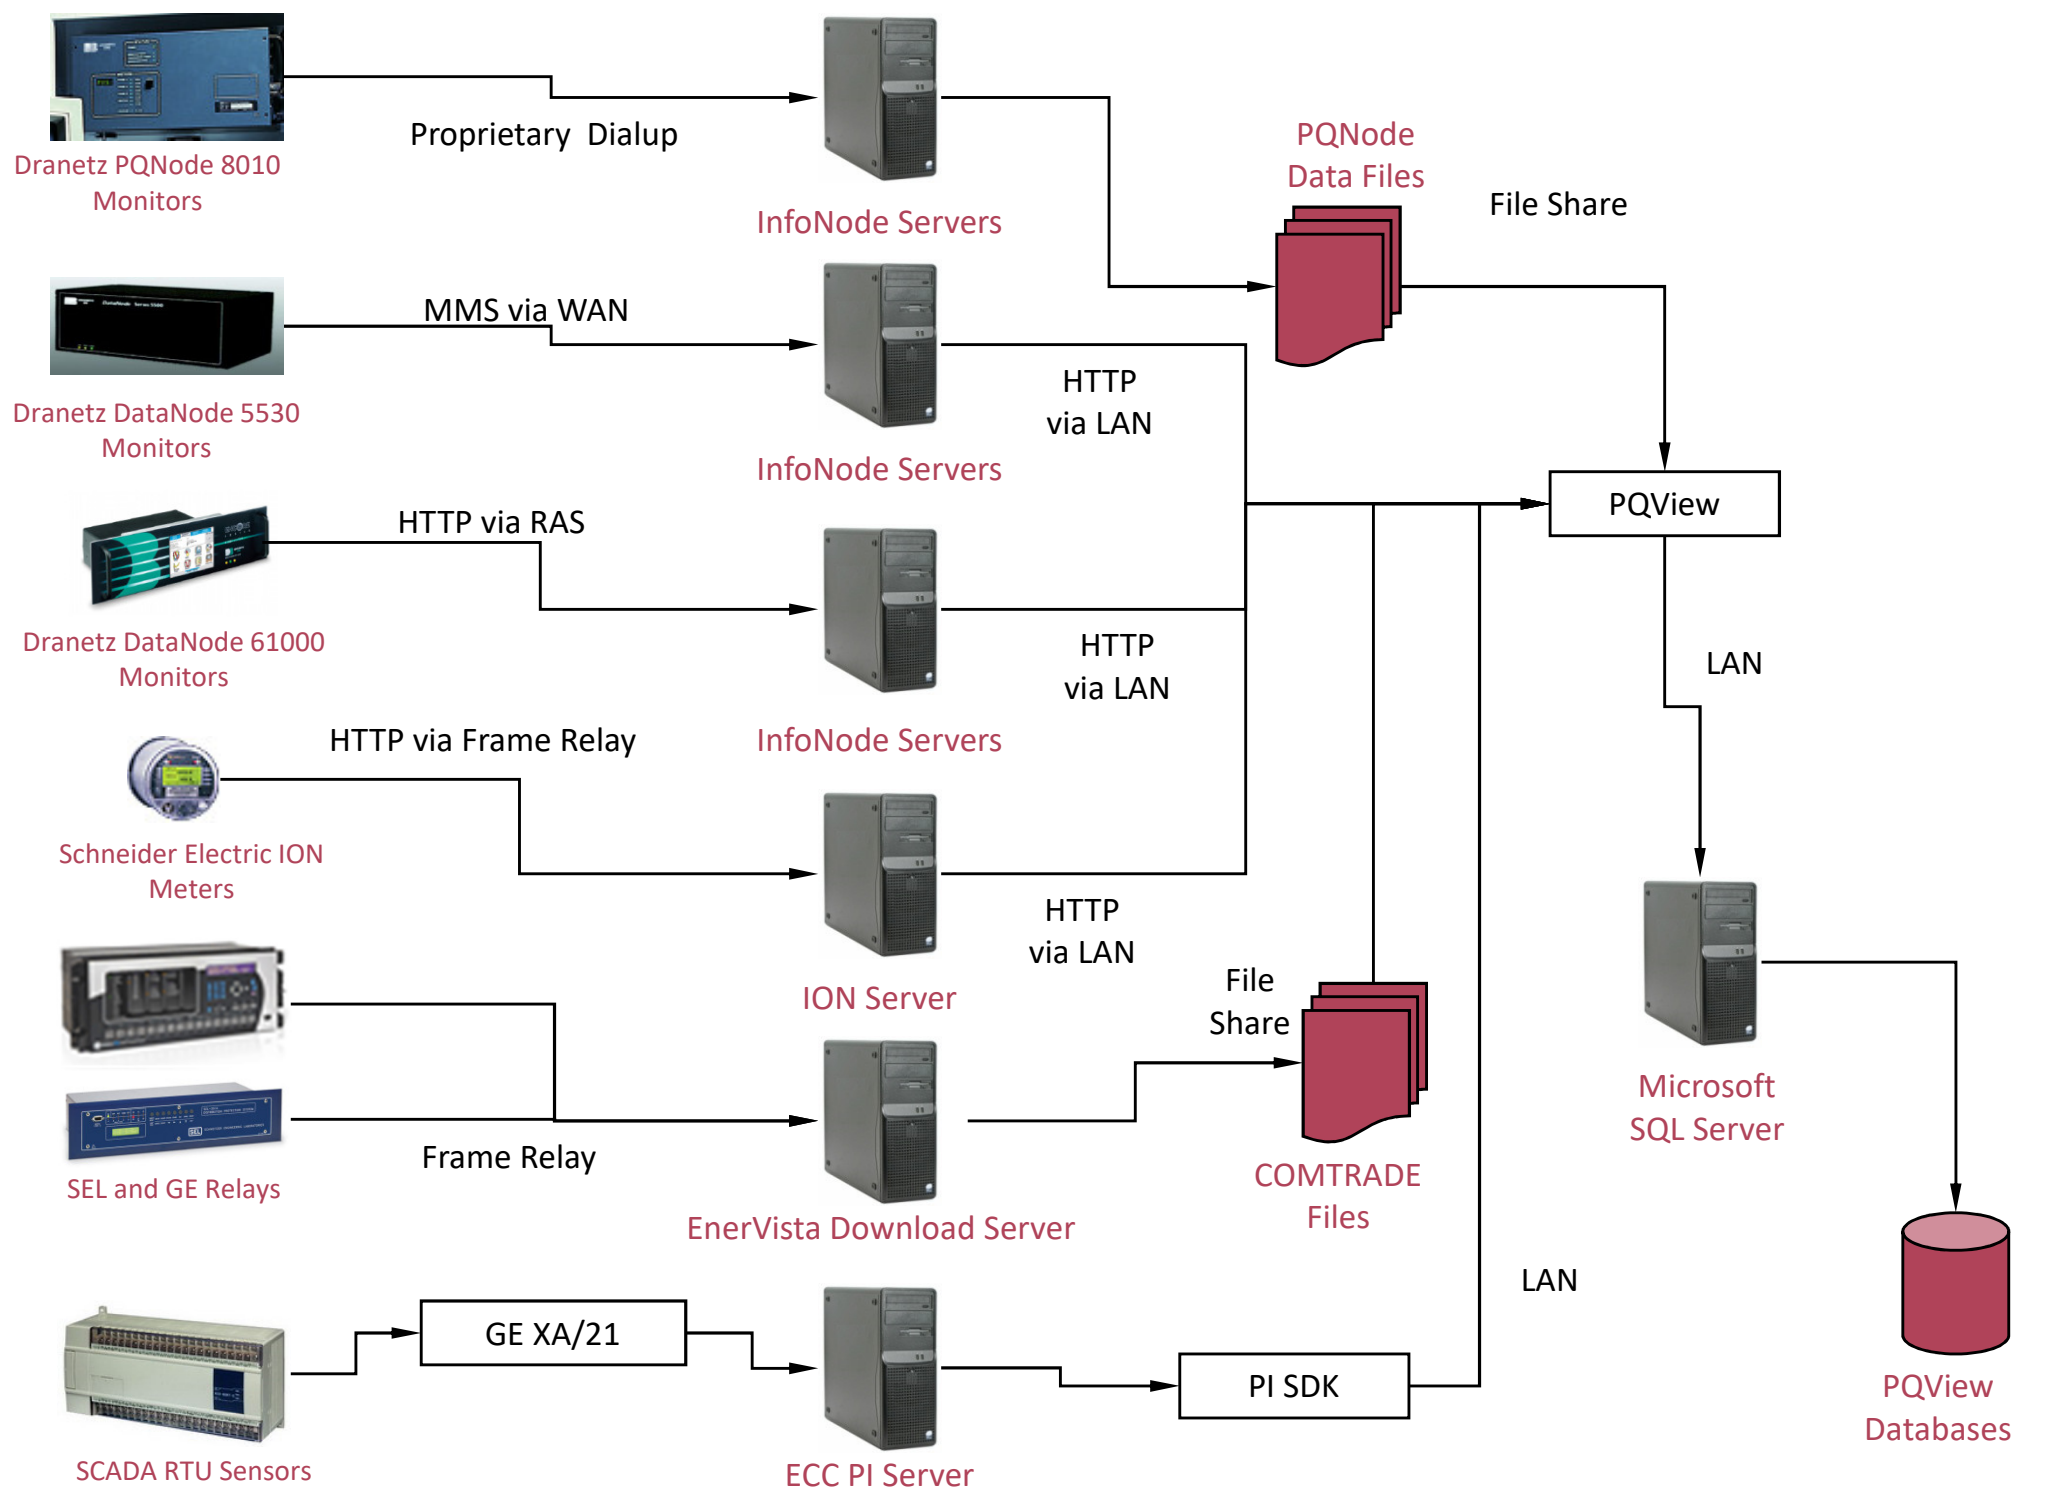 Proprietary  Dialup
Dranetz PQNode 8010
Monitors
InfoNode Servers
PQNode
Data Files
File Share
DataNode
MMS via WAN
HTTP
via LAN
Dranetz DataNode 5530
Monitors
InfoNode Servers
PQView
HTTP via RAS
HTTP
via LAN
Dranetz DataNode 61000
Monitors
InfoNode Servers
LAN
HTTP via Frame Relay
Schneider Electric ION
Meters
HTTP
via LAN
ION Server
File
Share
Microsoft
SQL Server
SEL
Frame Relay
SEL and GE Relays
EnerVista Download Server
COMTRADE
Files
LAN
GE XA/21
PI SDK
SCADA RTU Sensors
ECC PI Server
PQView
Databases